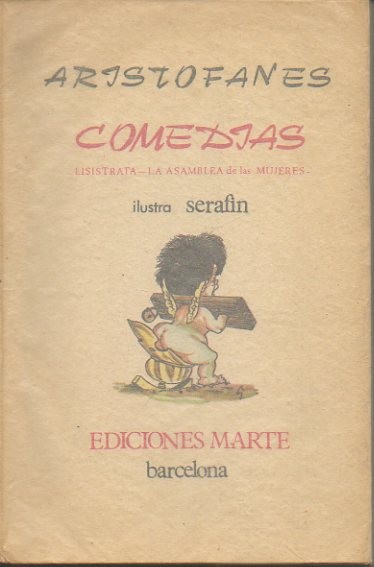 ARISTOFANES
COMEDIAS
LISISTRATA - LA ASAMBLEA de las MUJERES -
ilustra serafin
EDICIONES MARTE
barcelona